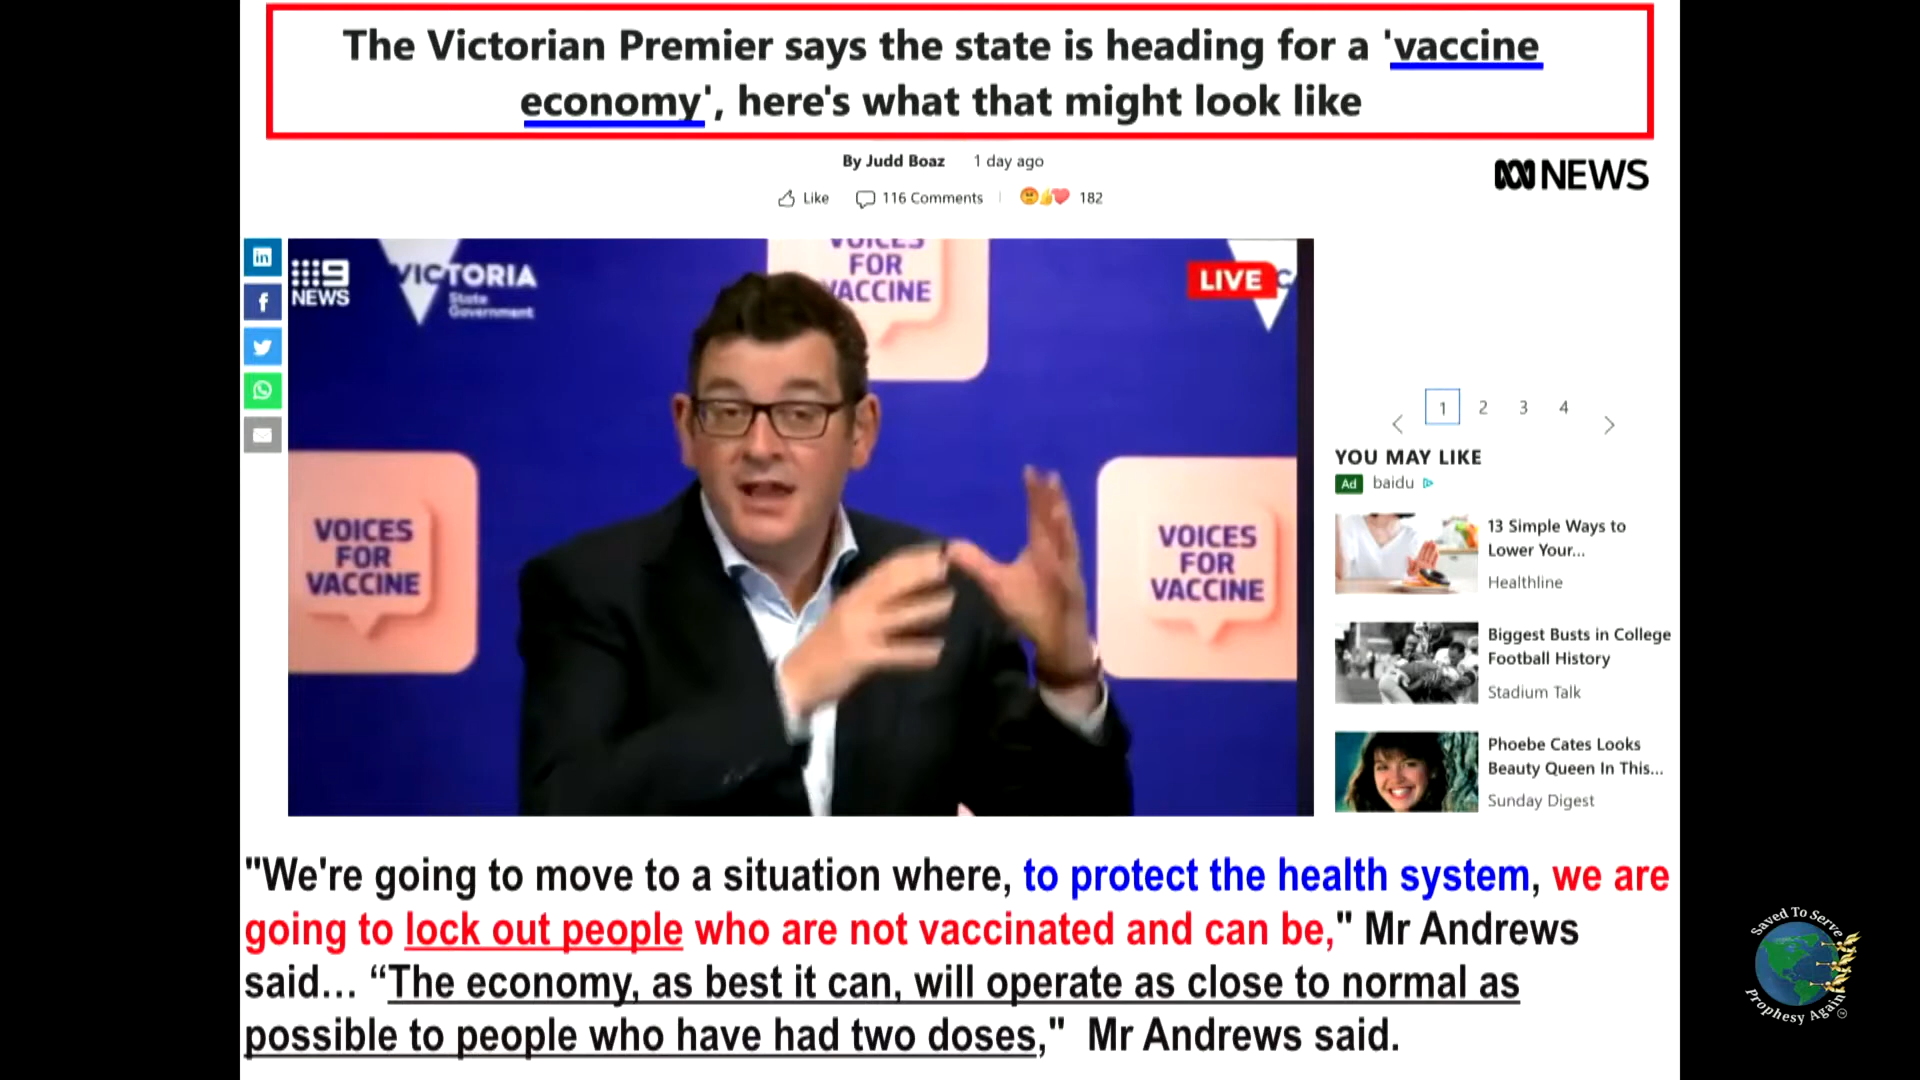 The Victorian Premier says the state is heading for a 'vaccine
economy', here's what that might look like
By Judd Boaz 1 day ago
NEWS
Like 116 Comments 182
9
NEWS
VICTORIA
State
Government
VOICES
FOR
VACCINE
LIVE
VOICES
FOR
VACCINE
VOICES
FOR
VACCINE
1 2 3 4
YOU MAY LIKE
Ad baidu
13 Simple Ways to
Lower Your...
Healthline
Biggest Busts in College
Football History
Stadium Talk
Phoebe Cates Looks
Beauty Queen In This...
Sunday Digest
"We're going to move to a situation where, to protect the health system, we are
going to lock out people who are not vaccinated and can be," Mr Andrews
said... “The economy, as best it can, will operate as close to normal as
possible to people who have had two doses," Mr Andrews said.
Saved To Serve
Prophesy Again